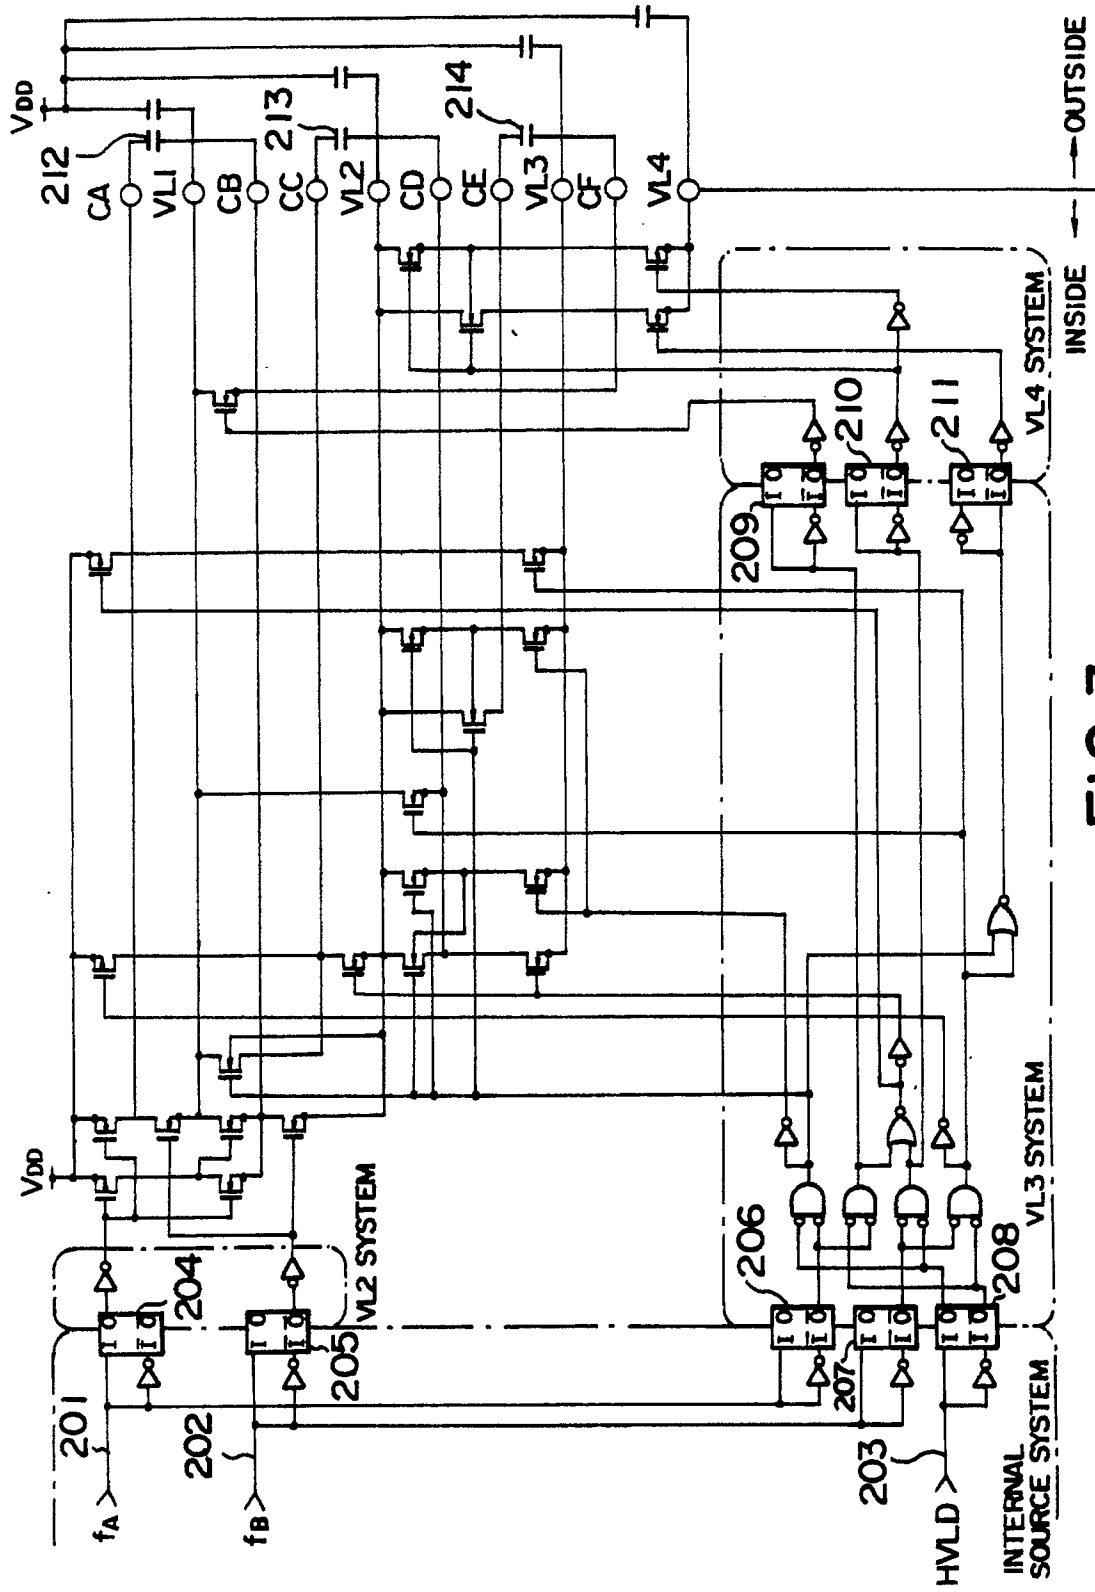 VDD
212
CA
VL1
CB
213
CC
VL2
CD
214
CE
VL3
CF
VL4
OUTSIDE
INSIDE
VL4 SYSTEM
209
I O
I O
210
I O
I O
211
I O
I O
VDD
VL2 SYSTEM
204
I O
I O
205
I O
I O
201
fA
202
fB
206
I O
I O
207
I O
I O
208
I O
I O
VL3 SYSTEM
203
HVLD
INTERNAL
SOURCE SYSTEM